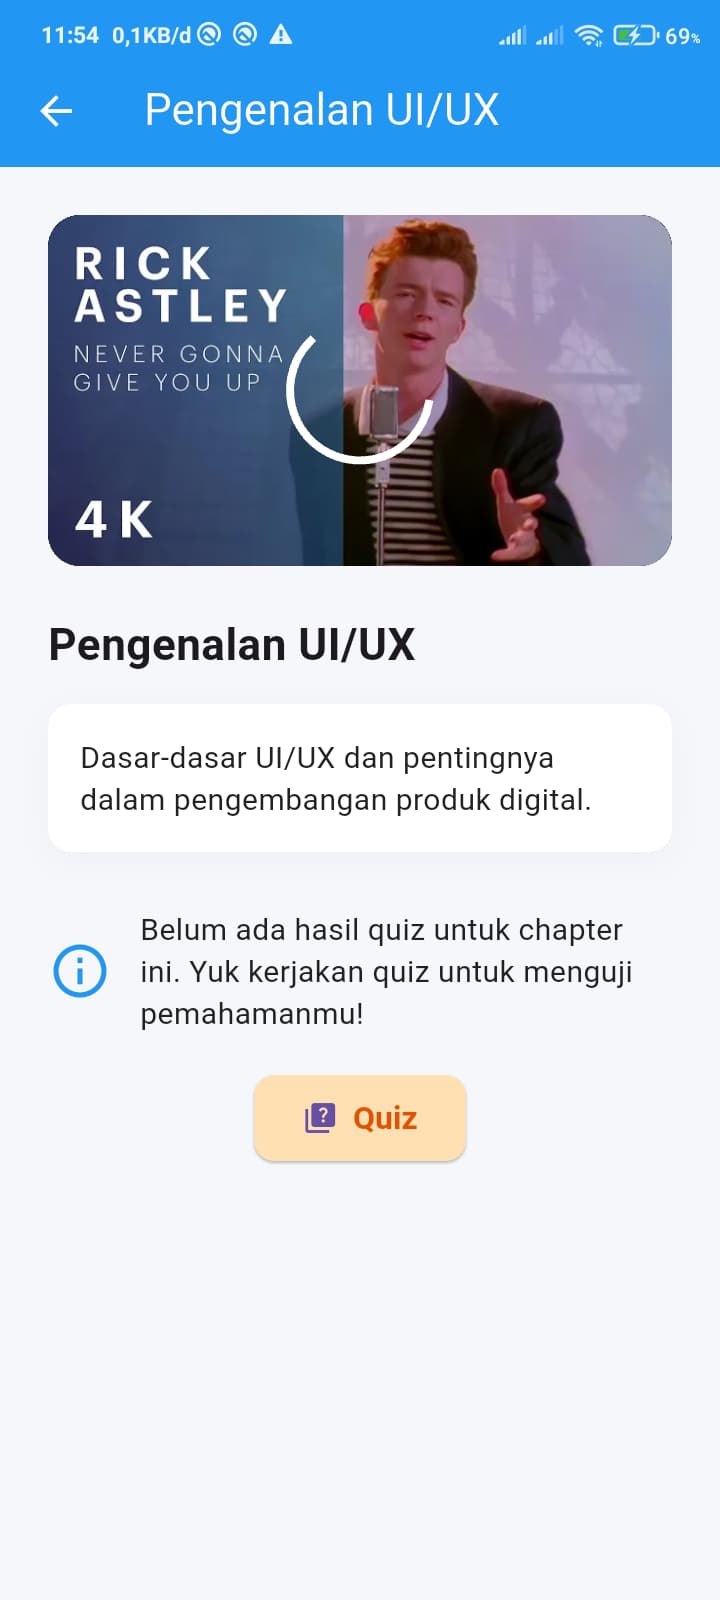 11:54 0,1KB/d 69%
Pengenalan UI/UX
RICK
ASTLEY
NEVER GONNA
GIVE YOU UP
4K
Pengenalan UI/UX
Dasar-dasar UI/UX dan pentingnya
dalam pengembangan produk digital.
Belum ada hasil quiz untuk chapter
ini. Yuk kerjakan quiz untuk menguji
pemahamanmu!
Quiz